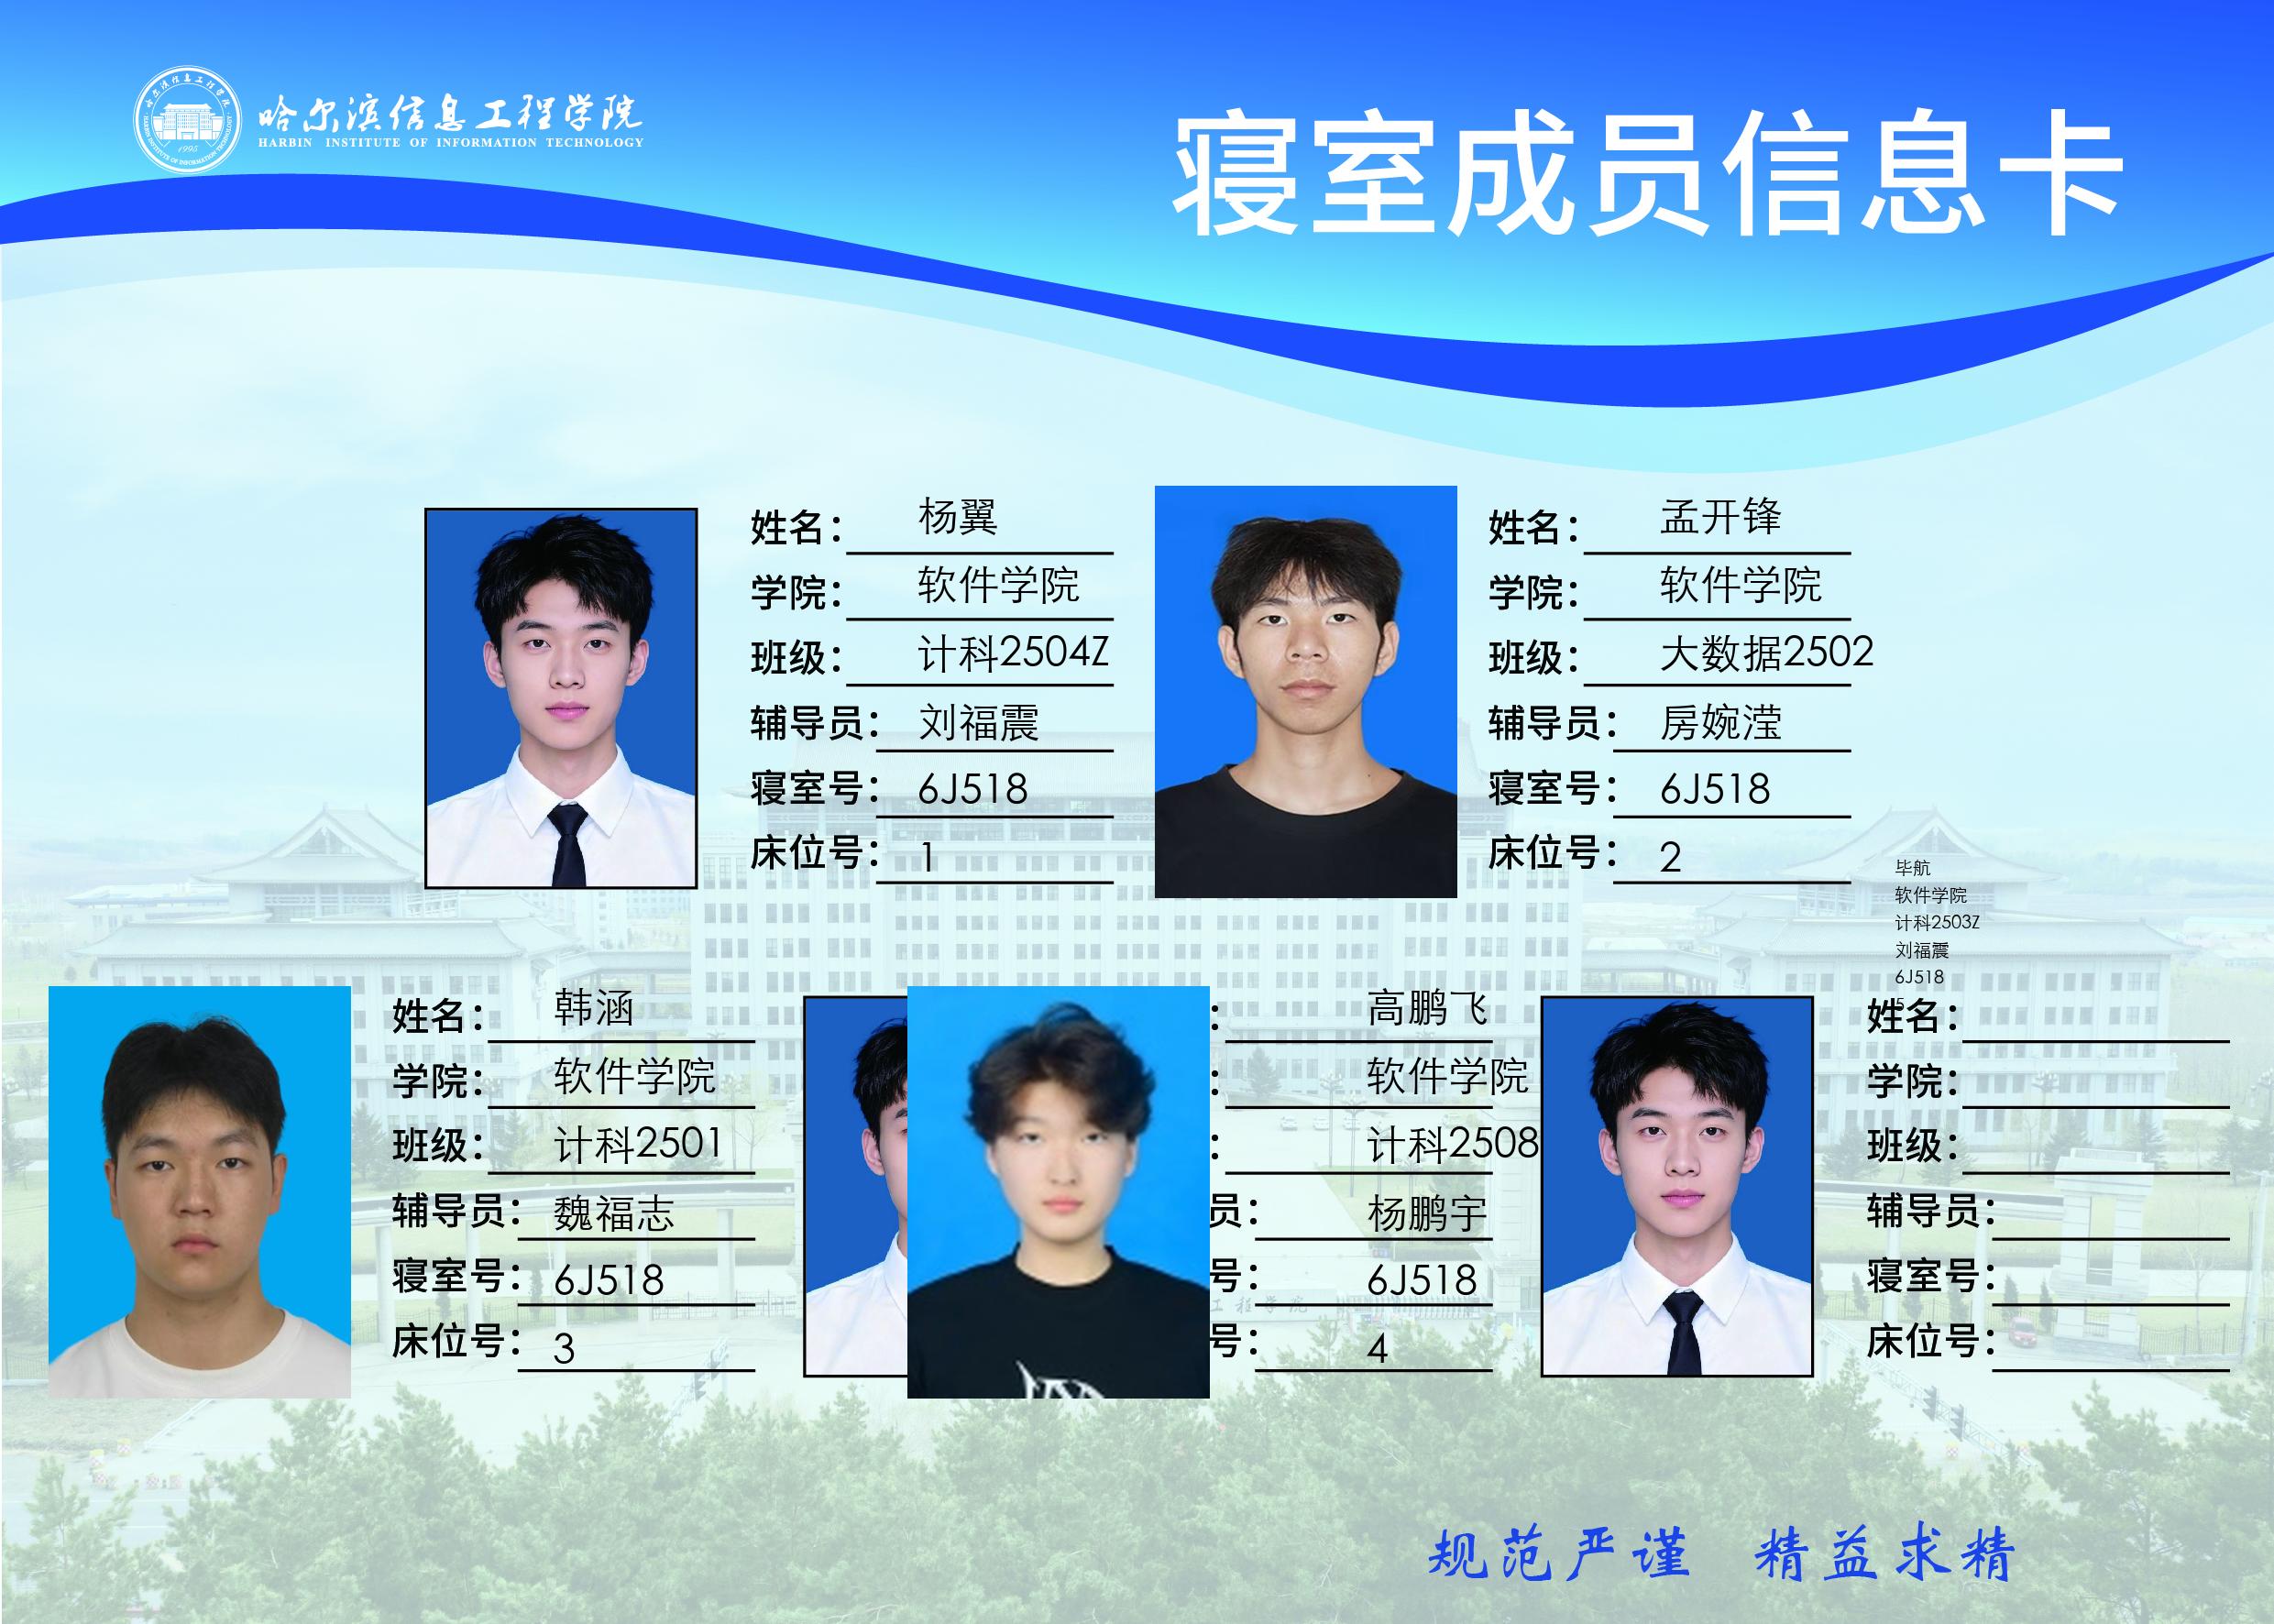 哈尔滨信息工程学院
HARBIN INSTITUTE OF INFORMATION TECHNOLOGY
1995
寝室成员信息卡
姓名： 杨翼
学院： 软件学院
班级： 计科2504Z
辅导员： 刘福震
寝室号： 6J518
床位号： 1
姓名： 孟开锋
学院： 软件学院
班级： 大数据2502
辅导员： 房婉滢
寝室号： 6J518
床位号： 2
毕航
软件学院
计科2503Z
刘福震
6J518
5
姓名： 韩涵
学院： 软件学院
班级： 计科2501
辅导员： 魏福志
寝室号： 6J518
床位号： 3
： 高鹏飞
： 软件学院
： 计科2508
员： 杨鹏宇
号： 6J518
号： 4
姓名：
学院：
班级：
辅导员：
寝室号：
床位号：
规范严谨 精益求精